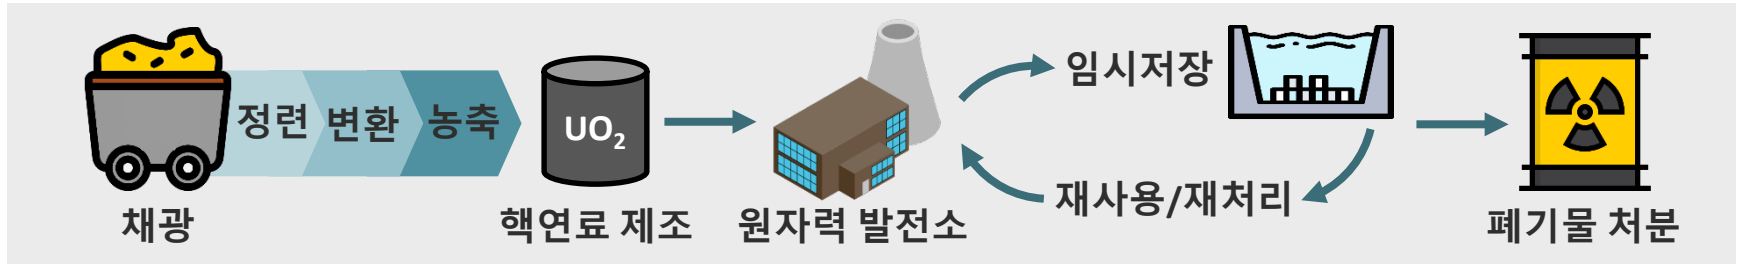 채광
정련
변환
농축
UO₂
핵연료 제조
원자력 발전소
임시저장
재사용/재처리
폐기물 처분